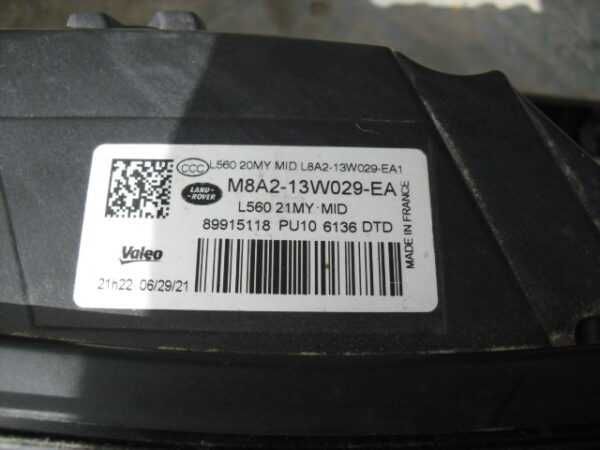 CCC L560 20MY MID L8A2-13W029-EA1
LAND-ROVER M8A2-13W029-EA
L560 21MY MID
89915118 PU10 6136 DTD
MADE IN FRANCE
Valeo
21h22 06/29/21